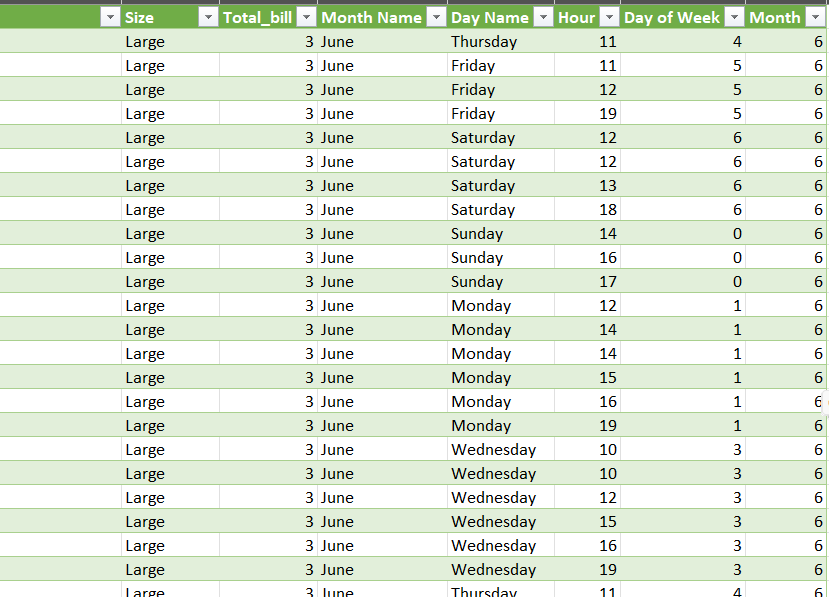 Size Total_bill Month Name Day Name Hour Day of Week Month
Large 3 June Thursday 11 4 6
Large 3 June Friday 11 5 6
Large 3 June Friday 12 5 6
Large 3 June Friday 19 5 6
Large 3 June Saturday 12 6 6
Large 3 June Saturday 12 6 6
Large 3 June Saturday 13 6 6
Large 3 June Saturday 18 6 6
Large 3 June Sunday 14 0 6
Large 3 June Sunday 16 0 6
Large 3 June Sunday 17 0 6
Large 3 June Monday 12 1 6
Large 3 June Monday 14 1 6
Large 3 June Monday 14 1 6
Large 3 June Monday 15 1 6
Large 3 June Monday 16 1 6
Large 3 June Monday 19 1 6
Large 3 June Wednesday 10 3 6
Large 3 June Wednesday 10 3 6
Large 3 June Wednesday 12 3 6
Large 3 June Wednesday 15 3 6
Large 3 June Wednesday 16 3 6
Large 3 June Wednesday 19 3 6
Large 3 June Thursday 11 4 6